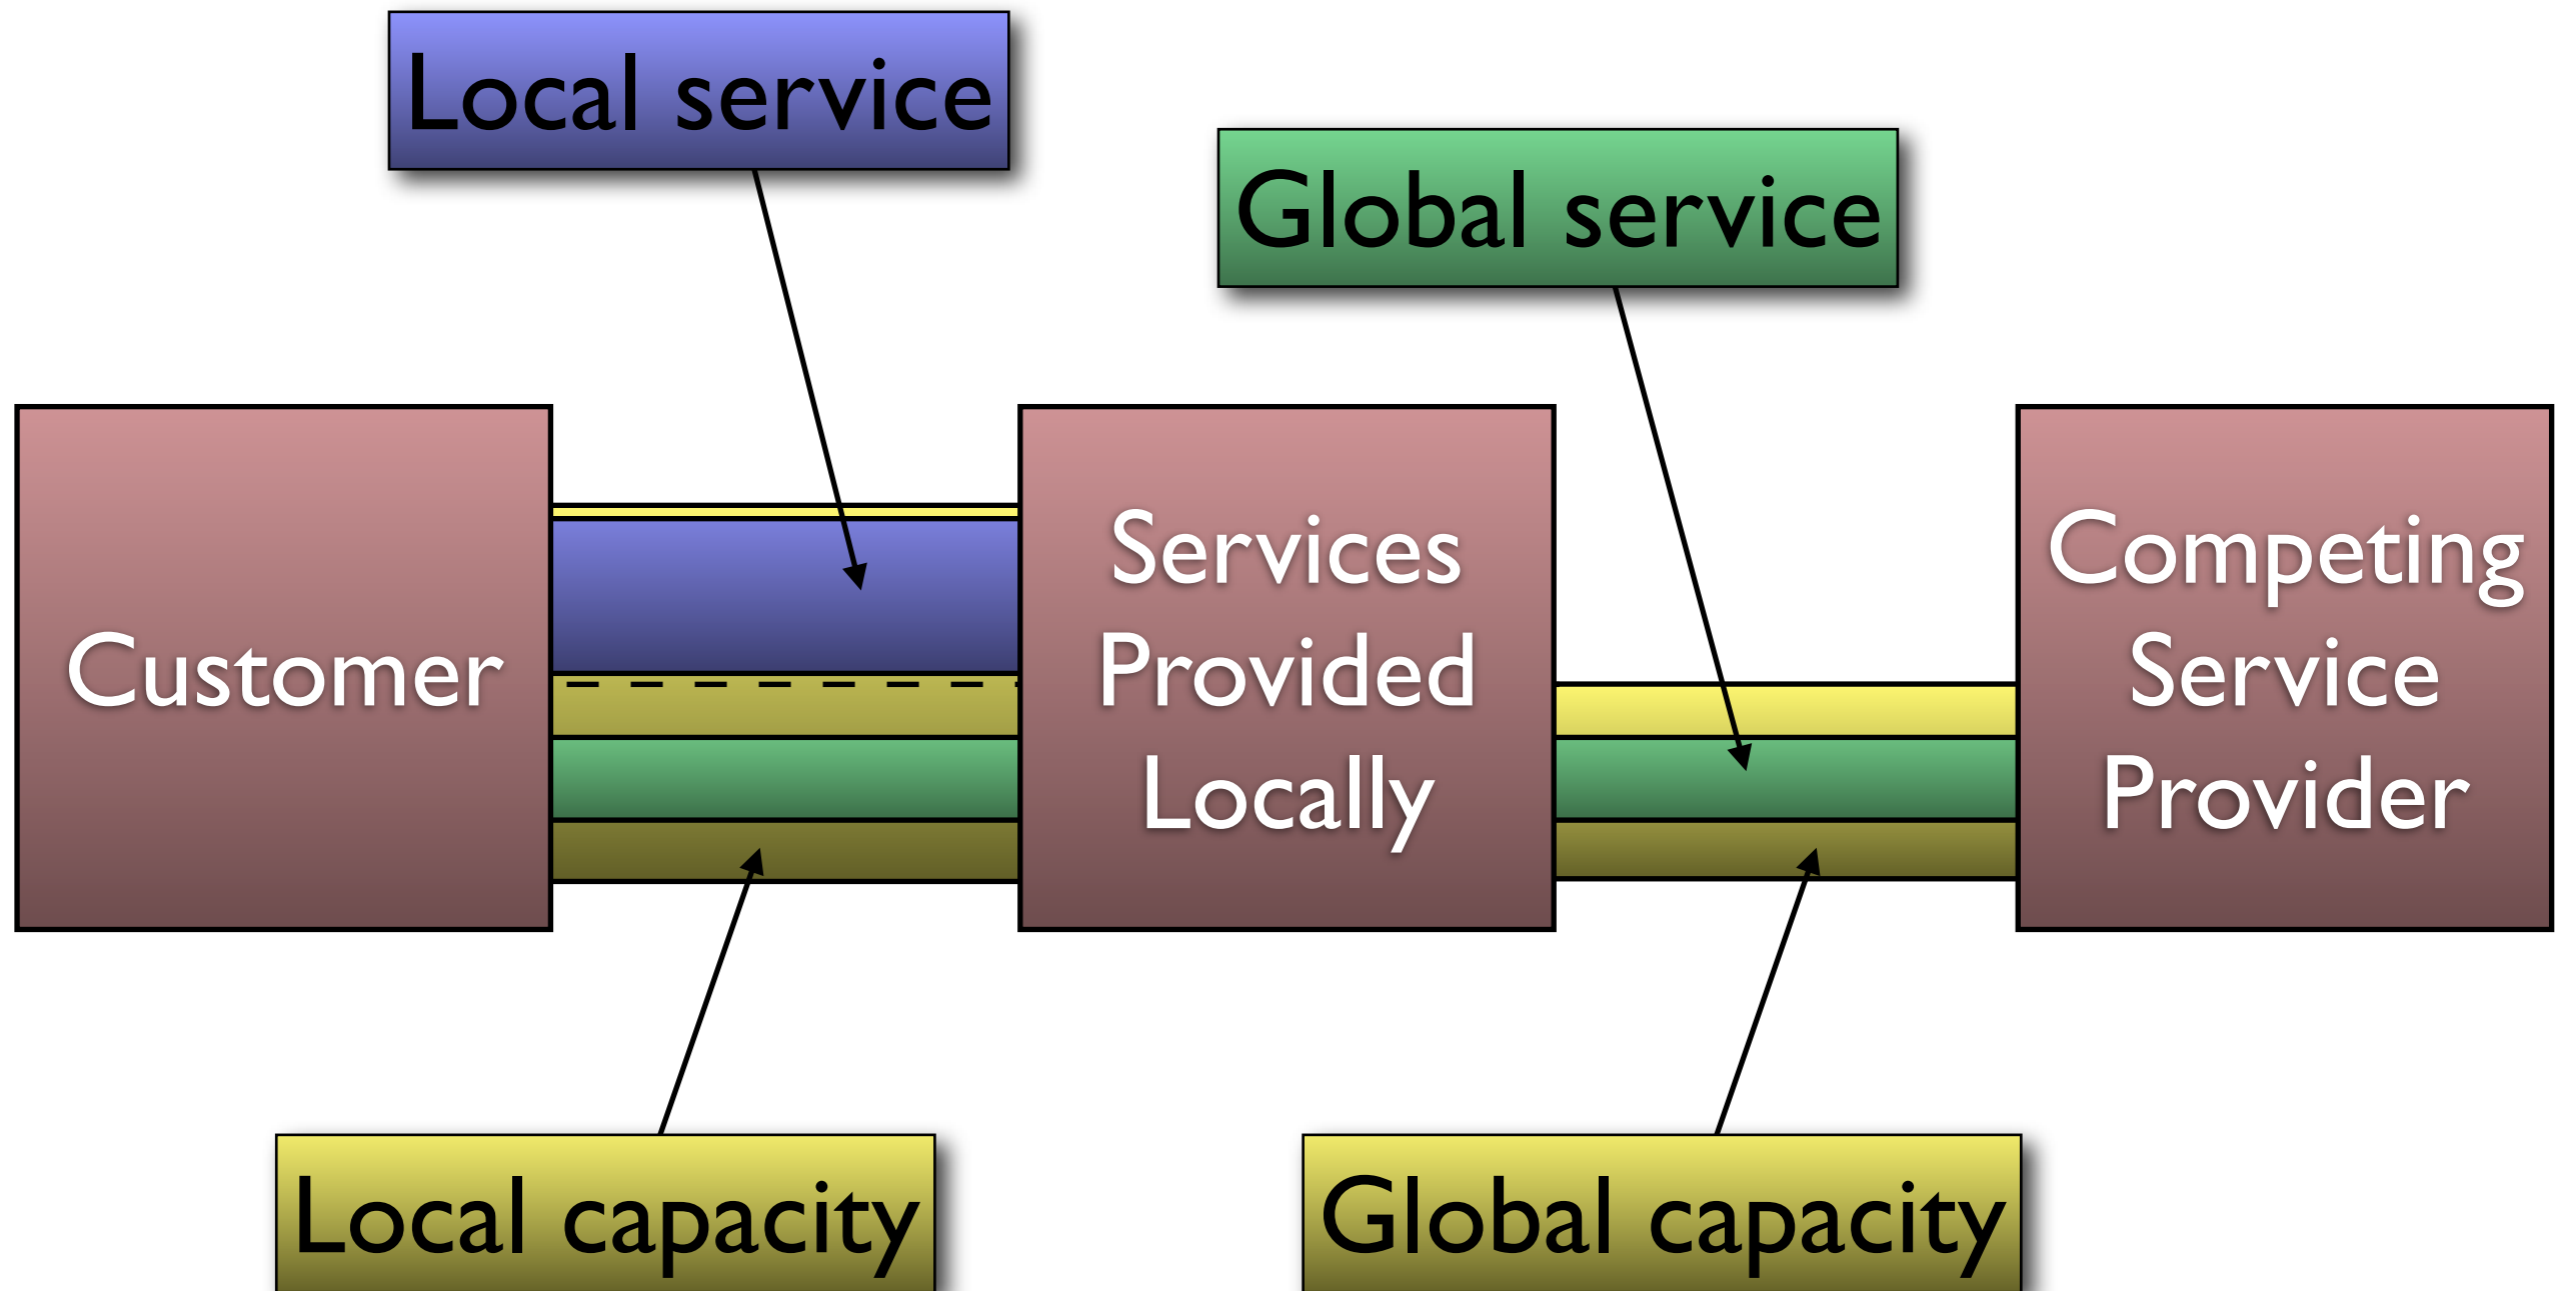 Local service
Global service
Customer
Services
Provided
Locally
Competing
Service
Provider
Local capacity
Global capacity